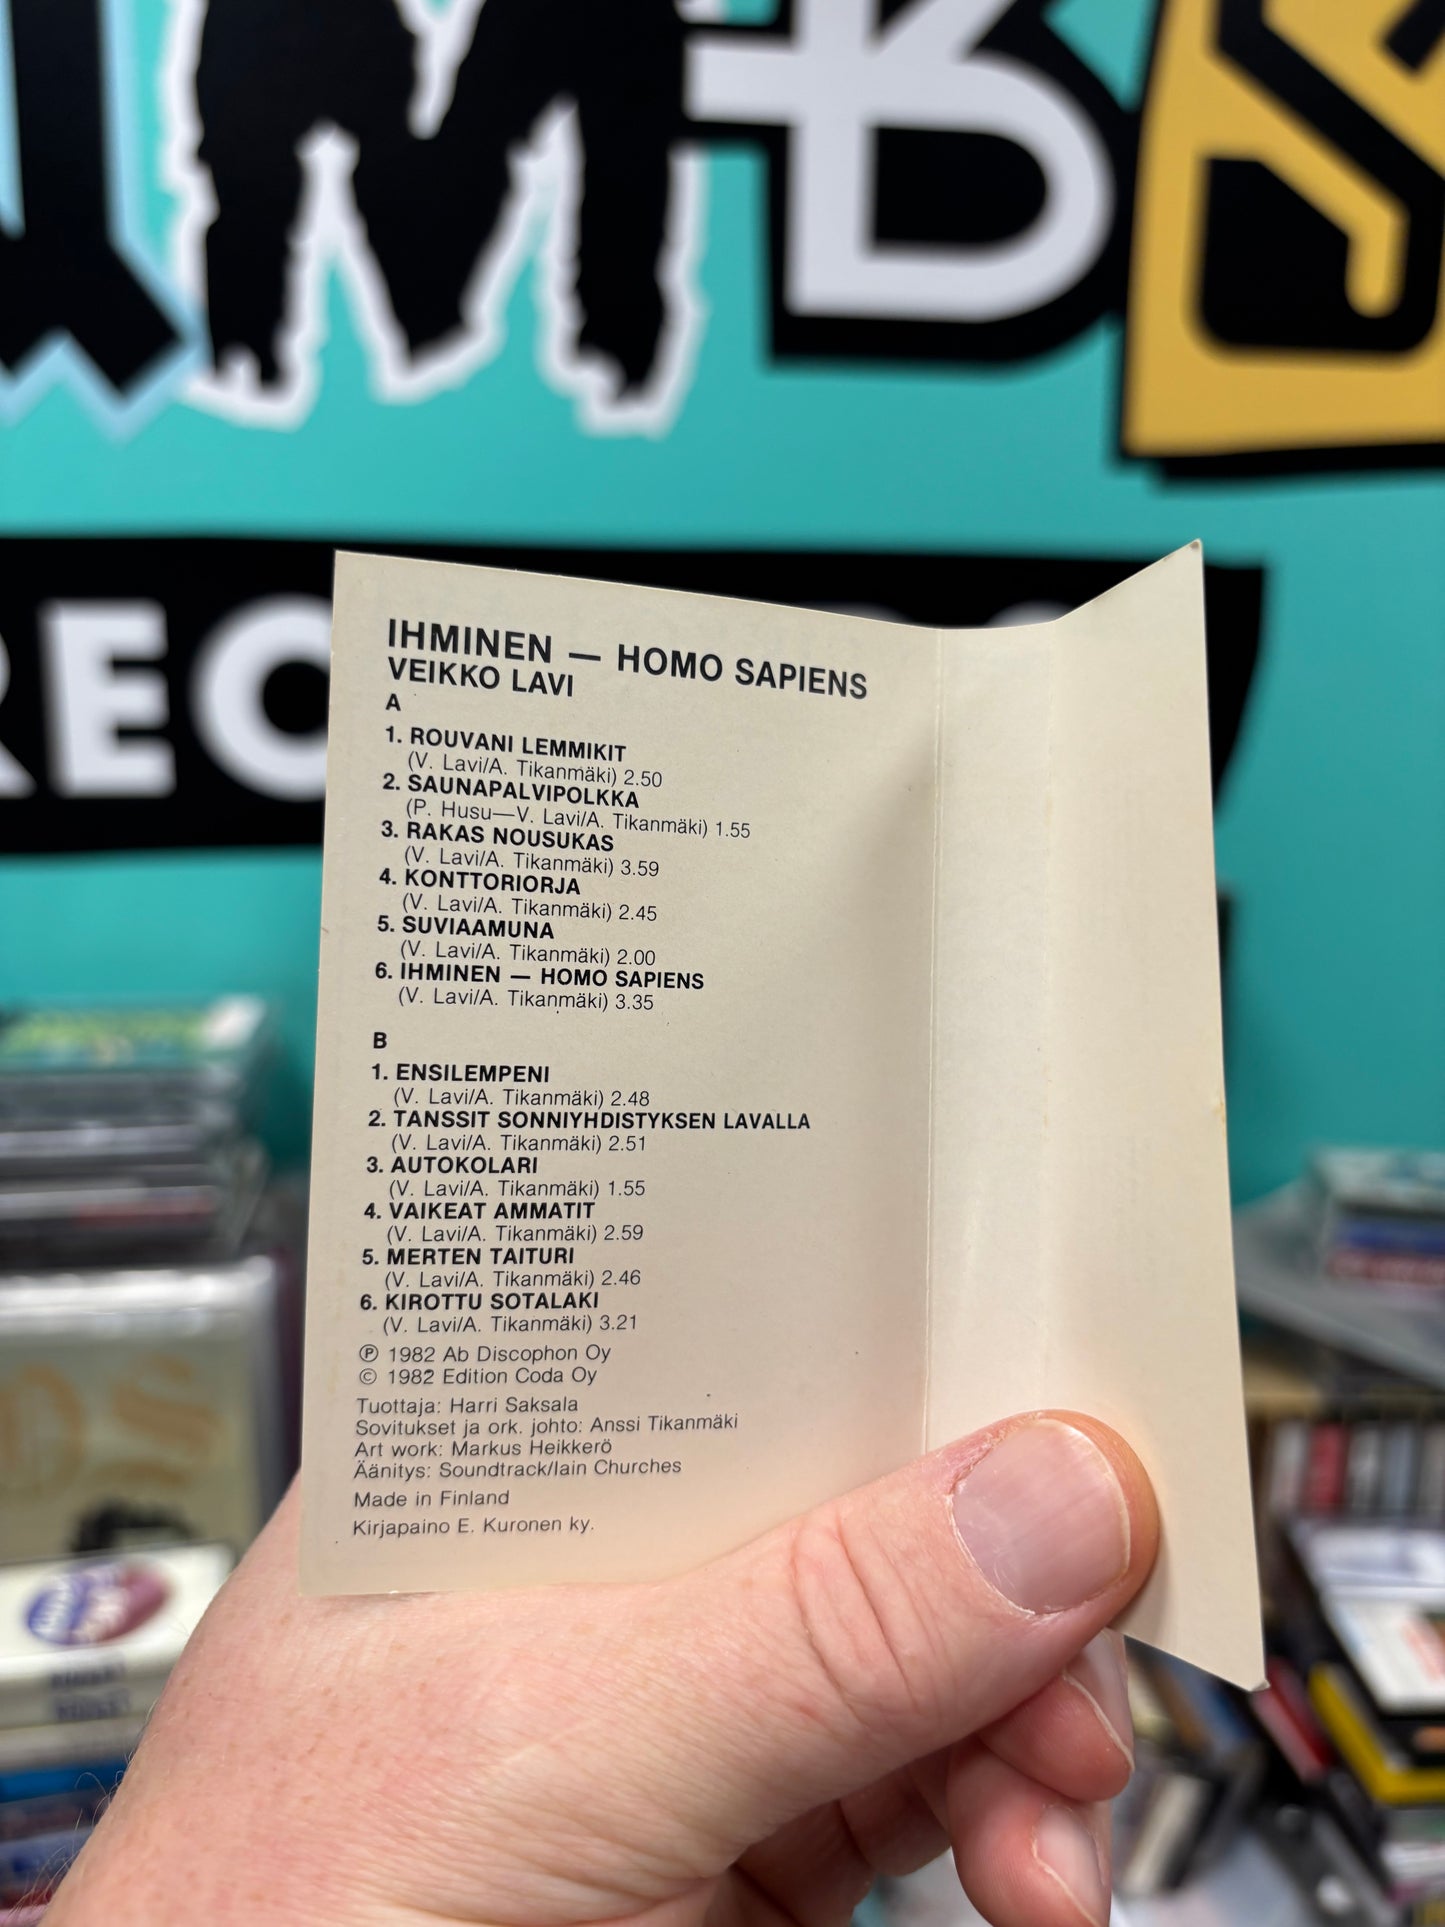 MBS
REC
IHMINEN — HOMO SAPIENS
VEIKKO LAVI
A
1. ROUVANI LEMMIKIT
(V. Lavi/A. Tikanmäki) 2.50
2. SAUNAPALVIPOLKKA
(P. Husu—V. Lavi/A. Tikanmäki) 1.55
3. RAKAS NOUSUKAS
(V. Lavi/A. Tikanmäki) 3.59
4. KONTTORIORJA
(V. Lavi/A. Tikanmäki) 2.45
5. SUVIAAMUNA
(V. Lavi/A. Tikanmäki) 2.00
6. IHMINEN — HOMO SAPIENS
(V. Lavi/A. Tikanmäki) 3.35
B
1. ENSILEMPENI
(V. Lavi/A. Tikanmäki) 2.48
2. TANSSIT SONNIYHDISTYKSEN LAVALLA
(V. Lavi/A. Tikanmäki) 2.51
3. AUTOKOLARI
(V. Lavi/A. Tikanmäki) 1.55
4. VAIKEAT AMMATIT
(V. Lavi/A. Tikanmäki) 2.59
5. MERTEN TAITURI
(V. Lavi/A. Tikanmäki) 2.46
6. KIROTTU SOTALAKI
(V. Lavi/A. Tikanmäki) 3.21
℗ 1982 Ab Discophon Oy
© 1982 Edition Coda Oy
Tuottaja: Harri Saksala
Sovitukset ja ork. johto: Anssi Tikanmäki
Art work: Markus Heikkerö
Äänitys: Soundtrack/Iain Churches
Made in Finland
Kirjapaino E. Kuronen ky.